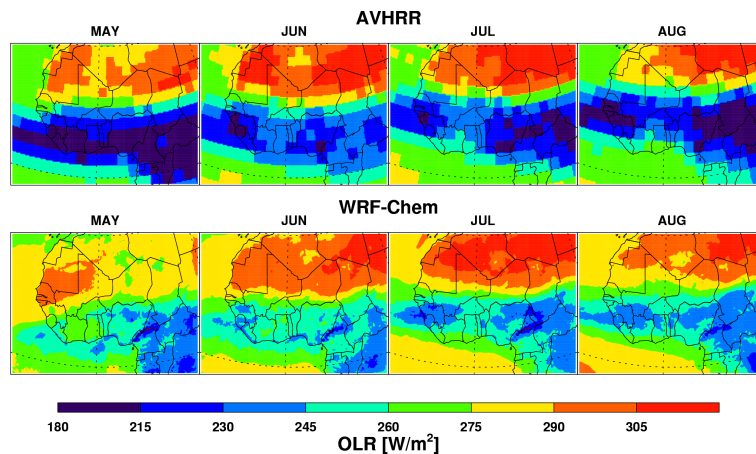 AVHRR
MAY JUN JUL AUG
WRF-Chem
MAY JUN JUL AUG
180 215 230 245 260 275 290 305
OLR [W/m²]